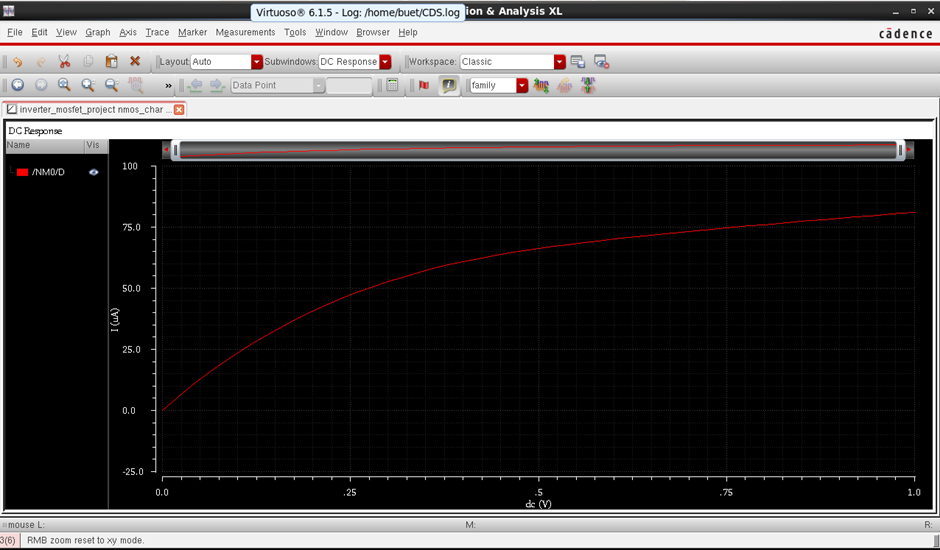 Virtuoso® 6.1.5 - Log: /home/buet/CDS.log
on & Analysis XL
File Edit View Graph Axis Trace Marker Measurements Tools Window Browser Help
cādence
Layout: Auto Subwindows: DC Response Workspace: Classic
» Data Point family
inverter_mosfet_project nmos_char ...
DC Response
Name Vis
/NM0/D
100
75.0
50.0
25.0
0.0
-25.0
I (uA)
0.0 .25 .5 .75 1.0
dc (V)
mouse L: M: R:
3(6) RMB zoom reset to xy mode.